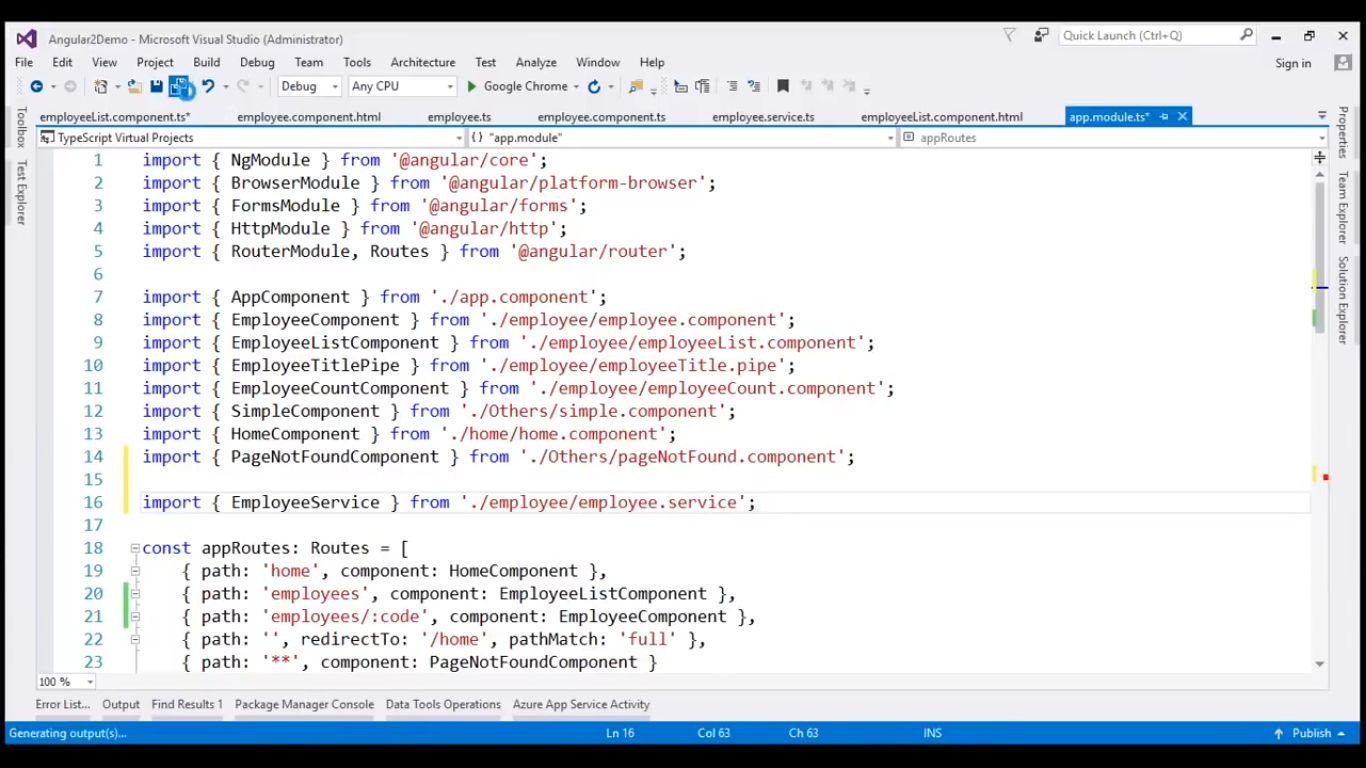 Angular2Demo - Microsoft Visual Studio (Administrator)
Quick Launch (Ctrl+Q)
File Edit View Project Build Debug Team Tools Architecture Test Analyze Window Help
Sign in
Debug Any CPU Google Chrome
employeeList.component.ts* employee.component.html employee.ts employee.component.ts employee.service.ts employeeList.component.html app.module.ts*
TypeScript Virtual Projects {} "app.module" appRoutes
Toolbox
Test Explorer
Properties
Team Explorer
Solution Explorer
1 import { NgModule } from '@angular/core';
2 import { BrowserModule } from '@angular/platform-browser';
3 import { FormsModule } from '@angular/forms';
4 import { HttpModule } from '@angular/http';
5 import { RouterModule, Routes } from '@angular/router';
6
7 import { AppComponent } from './app.component';
8 import { EmployeeComponent } from './employee/employee.component';
9 import { EmployeeListComponent } from './employee/employeeList.component';
10 import { EmployeeTitlePipe } from './employee/employeeTitle.pipe';
11 import { EmployeeCountComponent } from './employee/employeeCount.component';
12 import { SimpleComponent } from './Others/simple.component';
13 import { HomeComponent } from './home/home.component';
14 import { PageNotFoundComponent } from './Others/pageNotFound.component';
15
16 import { EmployeeService } from './employee/employee.service';
17
18 const appRoutes: Routes = [
19 { path: 'home', component: HomeComponent },
20 { path: 'employees', component: EmployeeListComponent },
21 { path: 'employees/:code', component: EmployeeComponent },
22 { path: '', redirectTo: '/home', pathMatch: 'full' },
23 { path: '**', component: PageNotFoundComponent }
100 %
Error List... Output Find Results 1 Package Manager Console Data Tools Operations Azure App Service Activity
Generating output(s)... Ln 16 Col 63 Ch 63 INS Publish